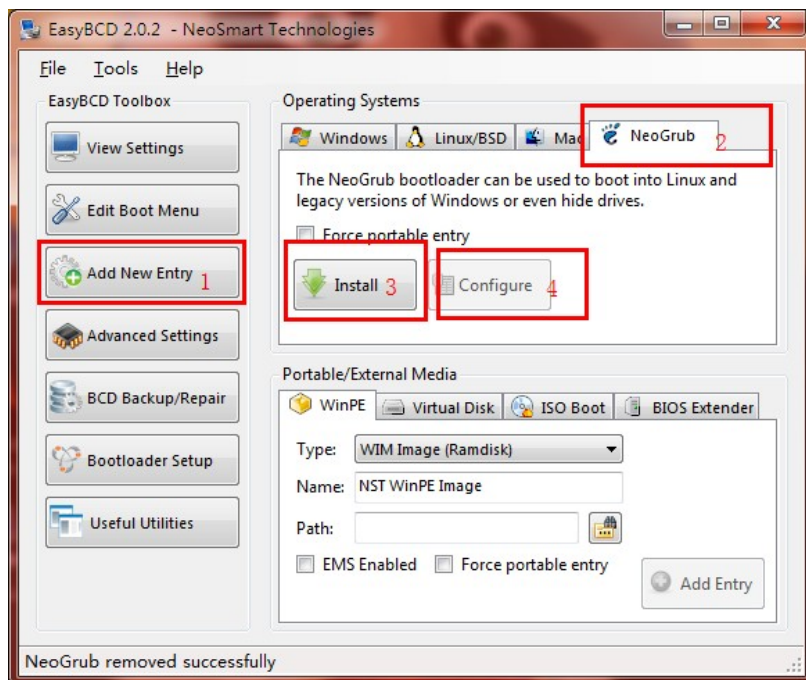 EasyBCD 2.0.2 - NeoSmart Technologies
File Tools Help
EasyBCD Toolbox
View Settings
Edit Boot Menu
Add New Entry 1
Advanced Settings
BCD Backup/Repair
Bootloader Setup
Useful Utilities
Operating Systems
Windows Linux/BSD Mac NeoGrub 2
The NeoGrub bootloader can be used to boot into Linux and
legacy versions of Windows or even hide drives.
Force portable entry
Install 3 Configure 4
Portable/External Media
WinPE Virtual Disk ISO Boot BIOS Extender
Type: WIM Image (Ramdisk)
Name: NST WinPE Image
Path:
EMS Enabled Force portable entry
Add Entry
NeoGrub removed successfully